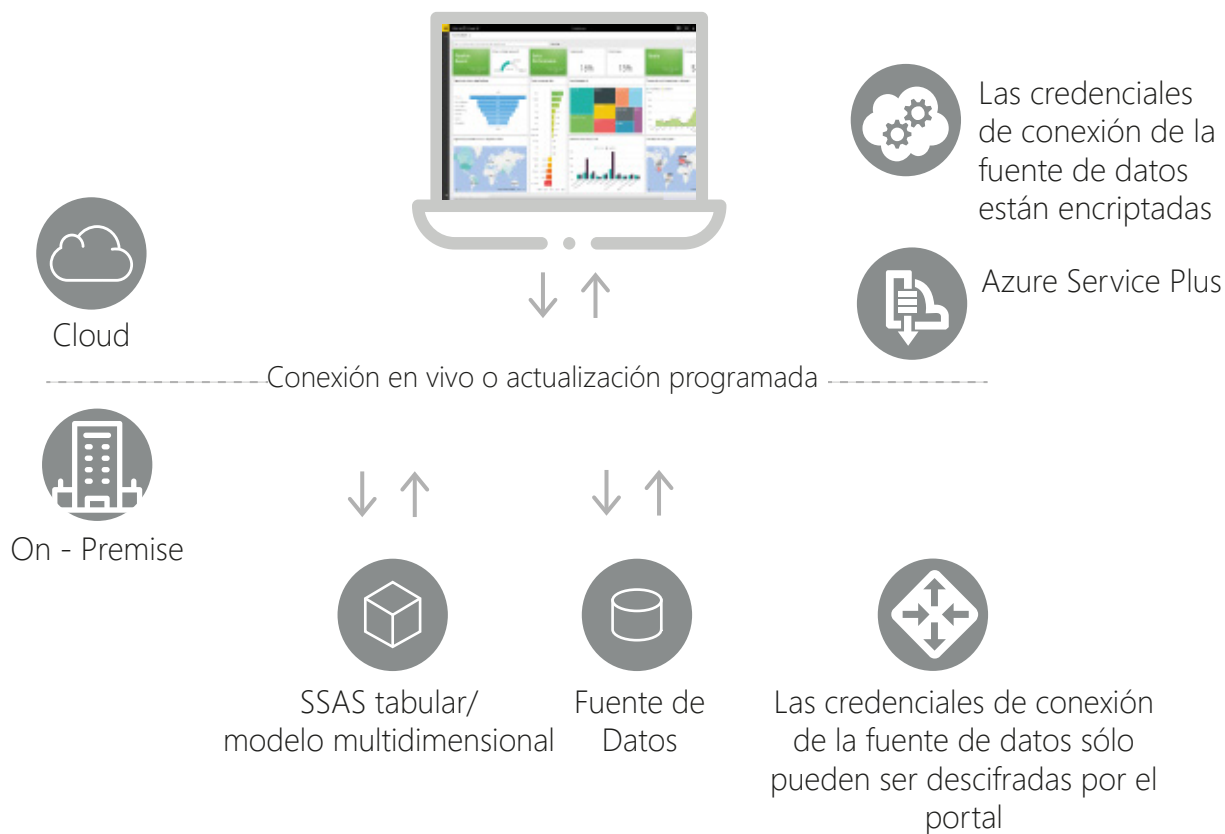 Las credenciales
de conexión de la
fuente de datos
están encriptadas
Azure Service Plus
Cloud
Conexión en vivo o actualización programada
On - Premise
SSAS tabular/
modelo multidimensional
Fuente de
Datos
Las credenciales de conexión
de la fuente de datos sólo
pueden ser descifradas por el
portal